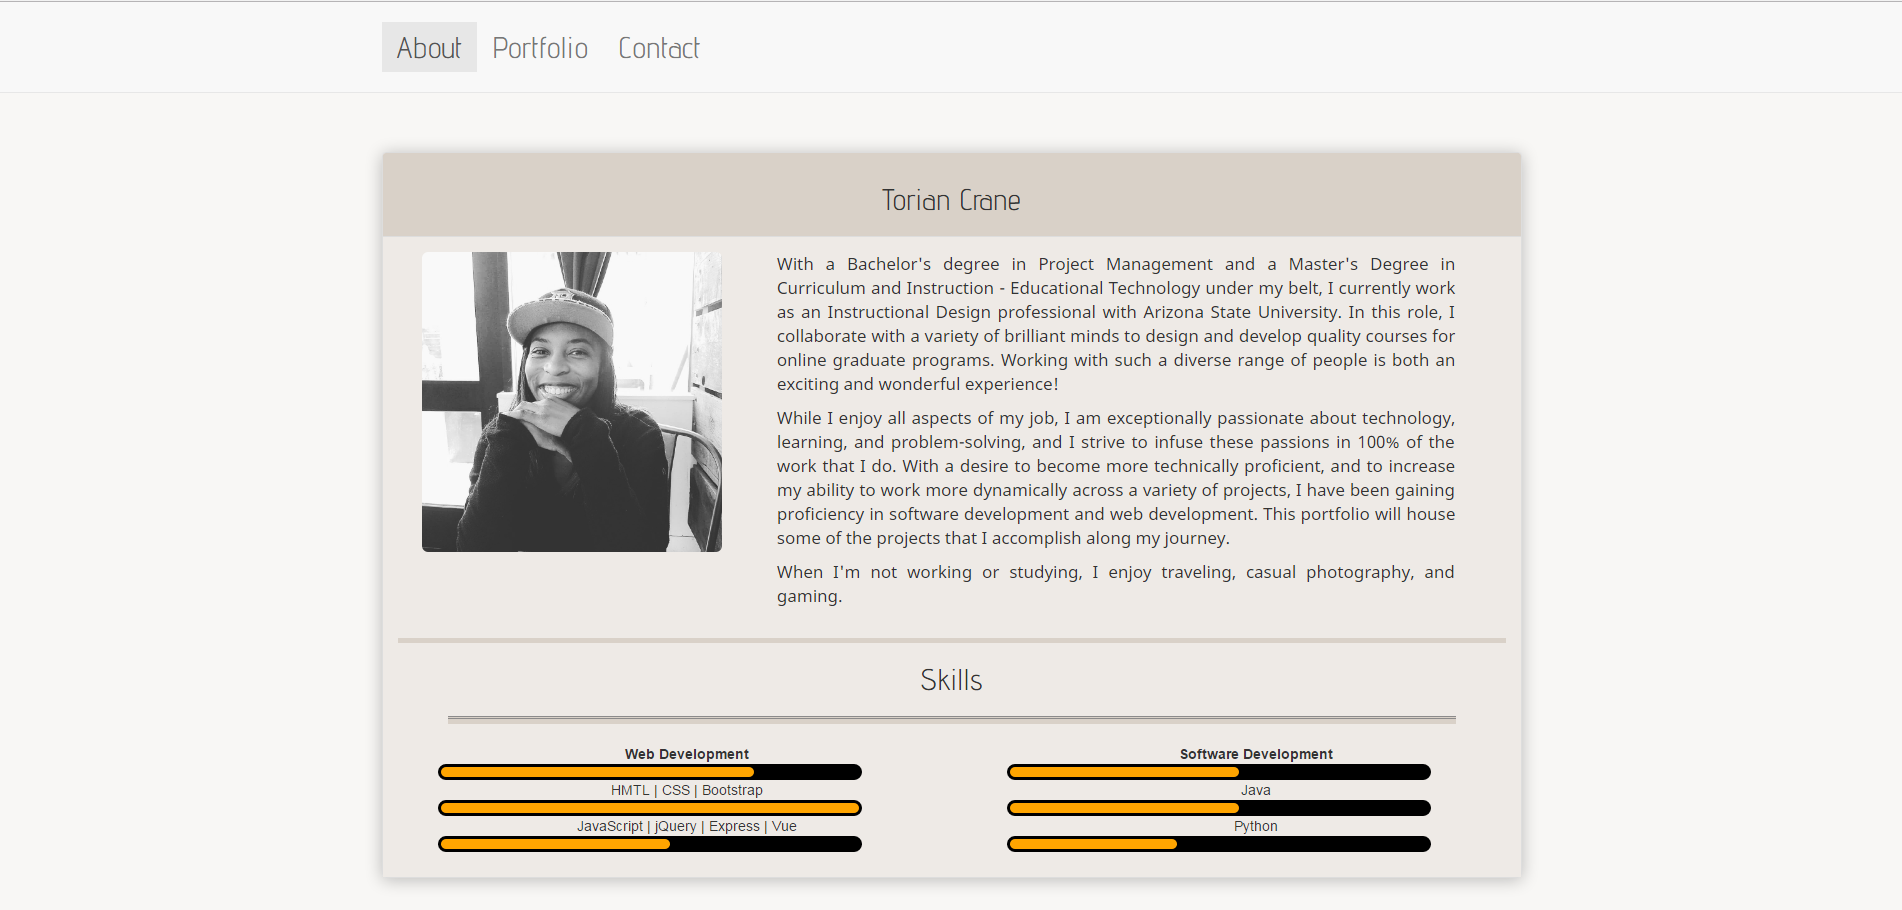 About Portfolio Contact
Torian Crane
With a Bachelor's degree in Project Management and a Master's Degree in
Curriculum and Instruction - Educational Technology under my belt, I currently work
as an Instructional Design professional with Arizona State University. In this role, I
collaborate with a variety of brilliant minds to design and develop quality courses for
online graduate programs. Working with such a diverse range of people is both an
exciting and wonderful experience!
While I enjoy all aspects of my job, I am exceptionally passionate about technology,
learning, and problem-solving, and I strive to infuse these passions in 100% of the
work that I do. With a desire to become more technically proficient, and to increase
my ability to work more dynamically across a variety of projects, I have been gaining
proficiency in software development and web development. This portfolio will house
some of the projects that I accomplish along my journey.
When I'm not working or studying, I enjoy traveling, casual photography, and
gaming.
Skills
Web Development
HMTL | CSS | Bootstrap
JavaScript | jQuery | Express | Vue
Software Development
Java
Python